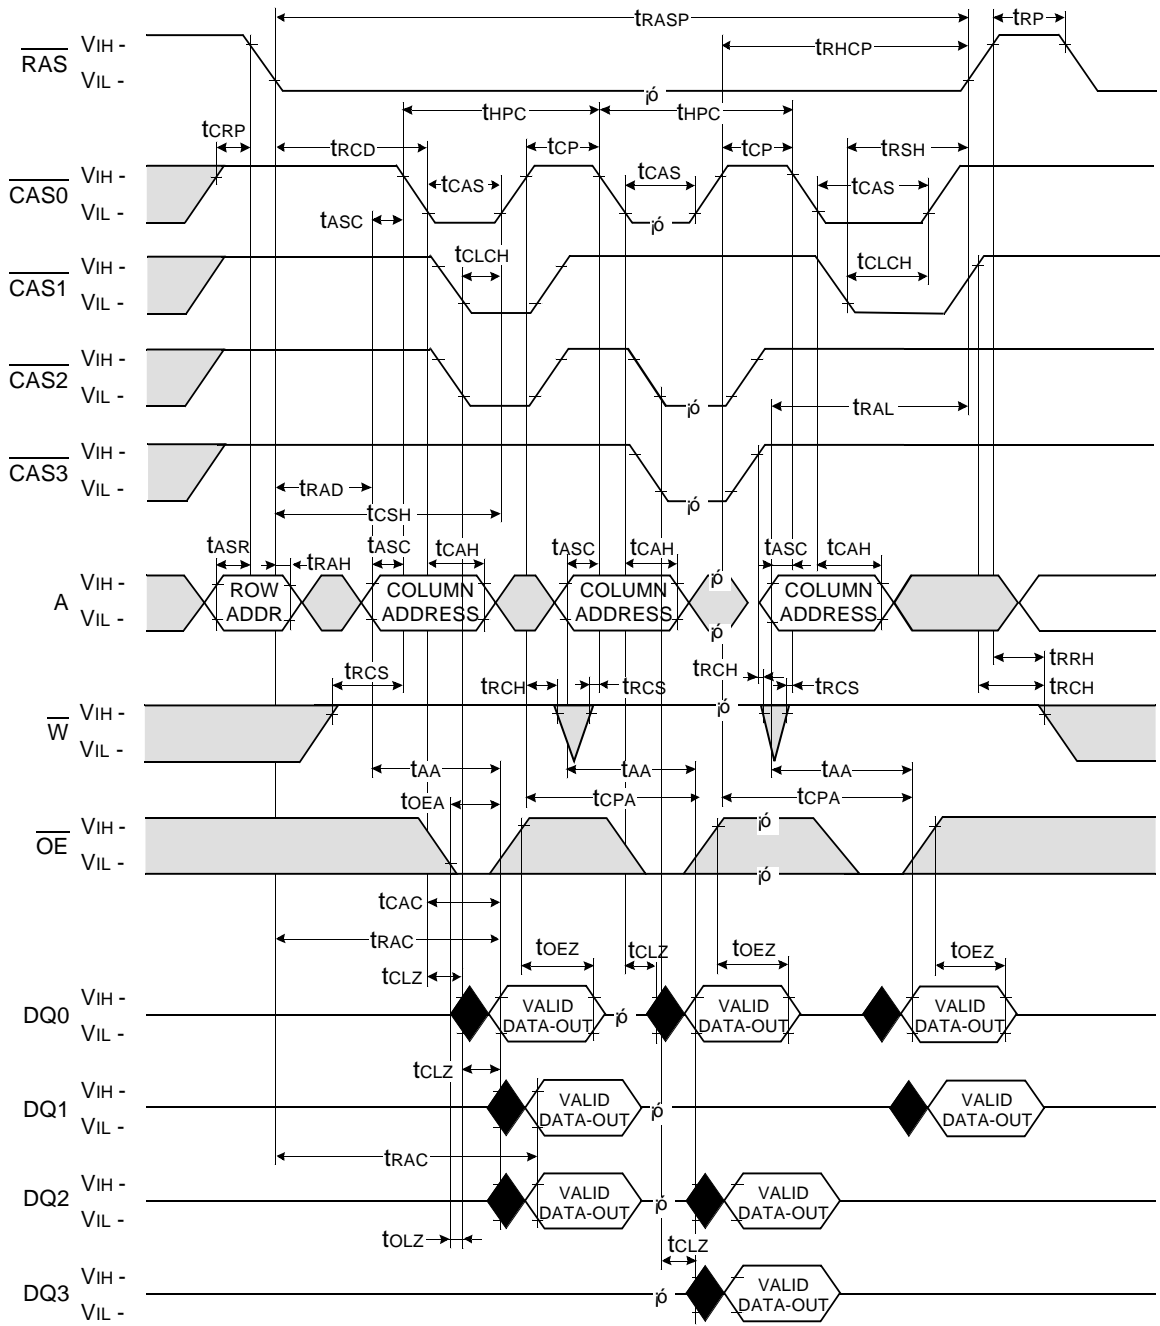 tRASP
tRP
RAS
VIH -
VIL -
tRHCP
¡ó
tHPC
tHPC
tCRP
tRCD
tCP
tCP
tRSH
CAS0
VIH -
VIL -
tCAS
tCAS
tCAS
tASC
¡ó
CAS1
VIH -
VIL -
tCLCH
tCLCH
CAS2
VIH -
VIL -
¡ó
tRAL
CAS3
VIH -
VIL -
¡ó
tRAD
tCSH
tASR
tRAH
tASC
tCAH
tASC
tCAH
tASC
tCAH
A
VIH -
VIL -
ROW
ADDR
COLUMN
ADDRESS
COLUMN
ADDRESS
¡ó
¡ó
COLUMN
ADDRESS
tRCS
tRCH
tRCS
tRCH
tRCS
tRRH
tRCH
W
VIH -
VIL -
¡ó
tAA
tAA
tAA
tOEA
tCPA
tCPA
OE
VIH -
VIL -
¡ó
¡ó
tCAC
tRAC
tCLZ
tOEZ
tCLZ
tOEZ
tOEZ
DQ0
VIH -
VIL -
VALID
DATA-OUT
¡ó
VALID
DATA-OUT
VALID
DATA-OUT
tCLZ
DQ1
VIH -
VIL -
VALID
DATA-OUT
¡ó
VALID
DATA-OUT
tRAC
DQ2
VIH -
VIL -
VALID
DATA-OUT
¡ó
VALID
DATA-OUT
tOLZ
tCLZ
DQ3
VIH -
VIL -
¡ó
VALID
DATA-OUT